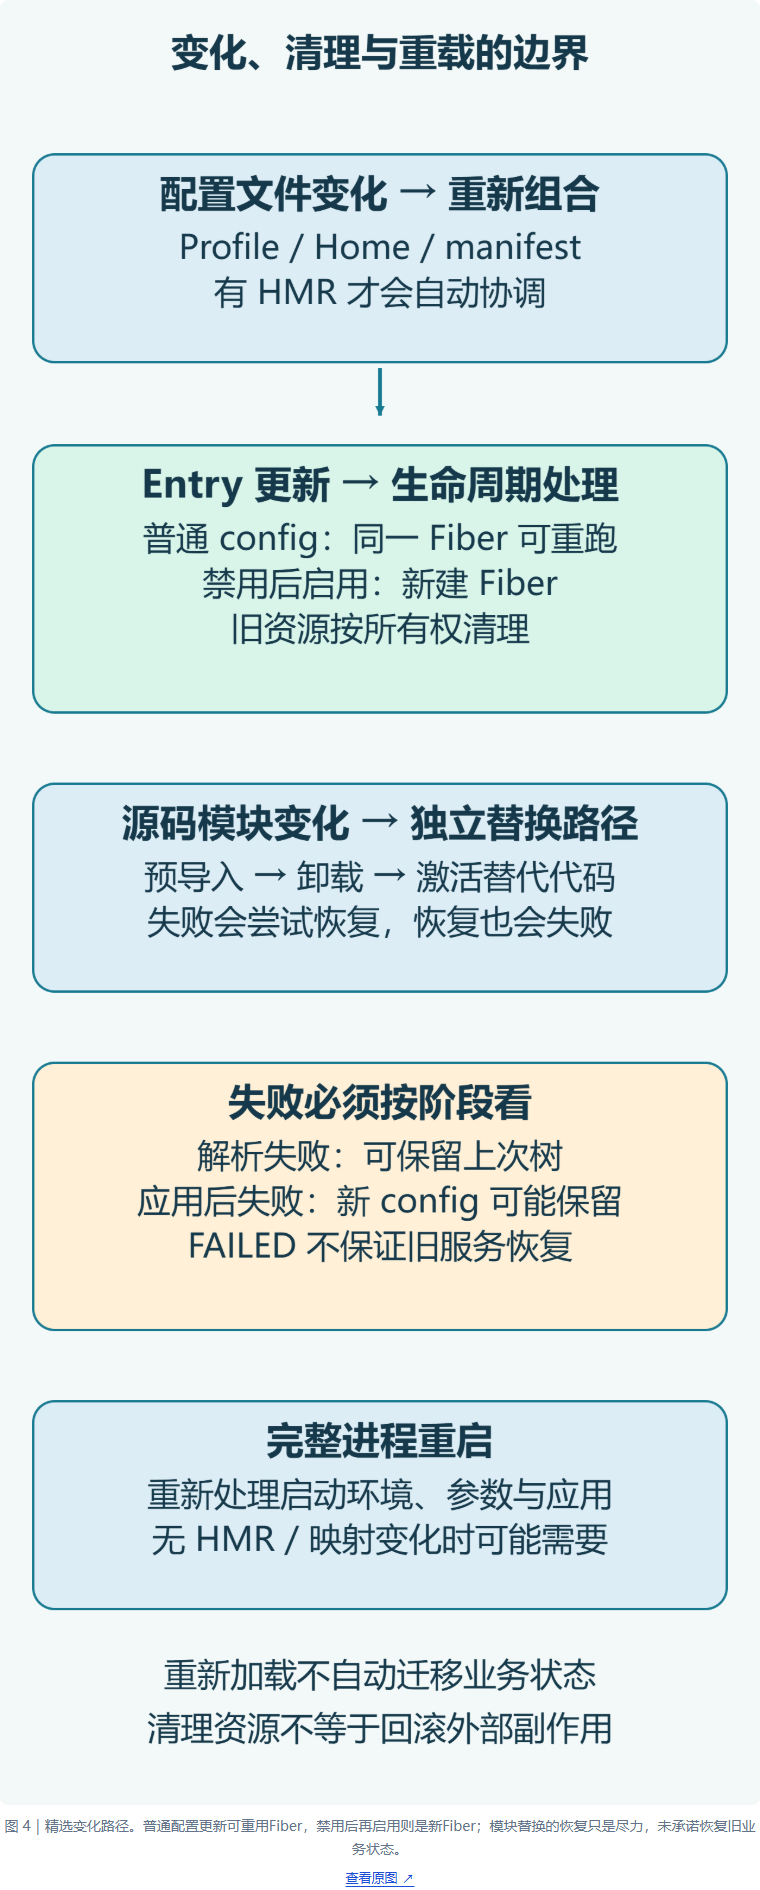 变化、清理与重载的边界
配置文件变化 → 重新组合
Profile / Home / manifest
有 HMR 才会自动协调
Entry 更新 → 生命周期处理
普通 config：同一 Fiber 可重跑
禁用后启用：新建 Fiber
旧资源按所有权清理
源码模块变化 → 独立替换路径
预导入 → 卸载 → 激活替代代码
失败会尝试恢复，恢复也会失败
失败必须按阶段看
解析失败：可保留上次树
应用后失败：新 config 可能保留
FAILED 不保证旧服务恢复
完整进程重启
重新处理启动环境、参数与应用
无 HMR / 映射变化时可能需要
重新加载不自动迁移业务状态
清理资源不等于回滚外部副作用
图 4｜精选变化路径。普通配置更新可重用Fiber，禁用后再启用则是新Fiber；模块替换的恢复只是尽力，未承诺恢复旧业
务状态。
查看原图 ↗